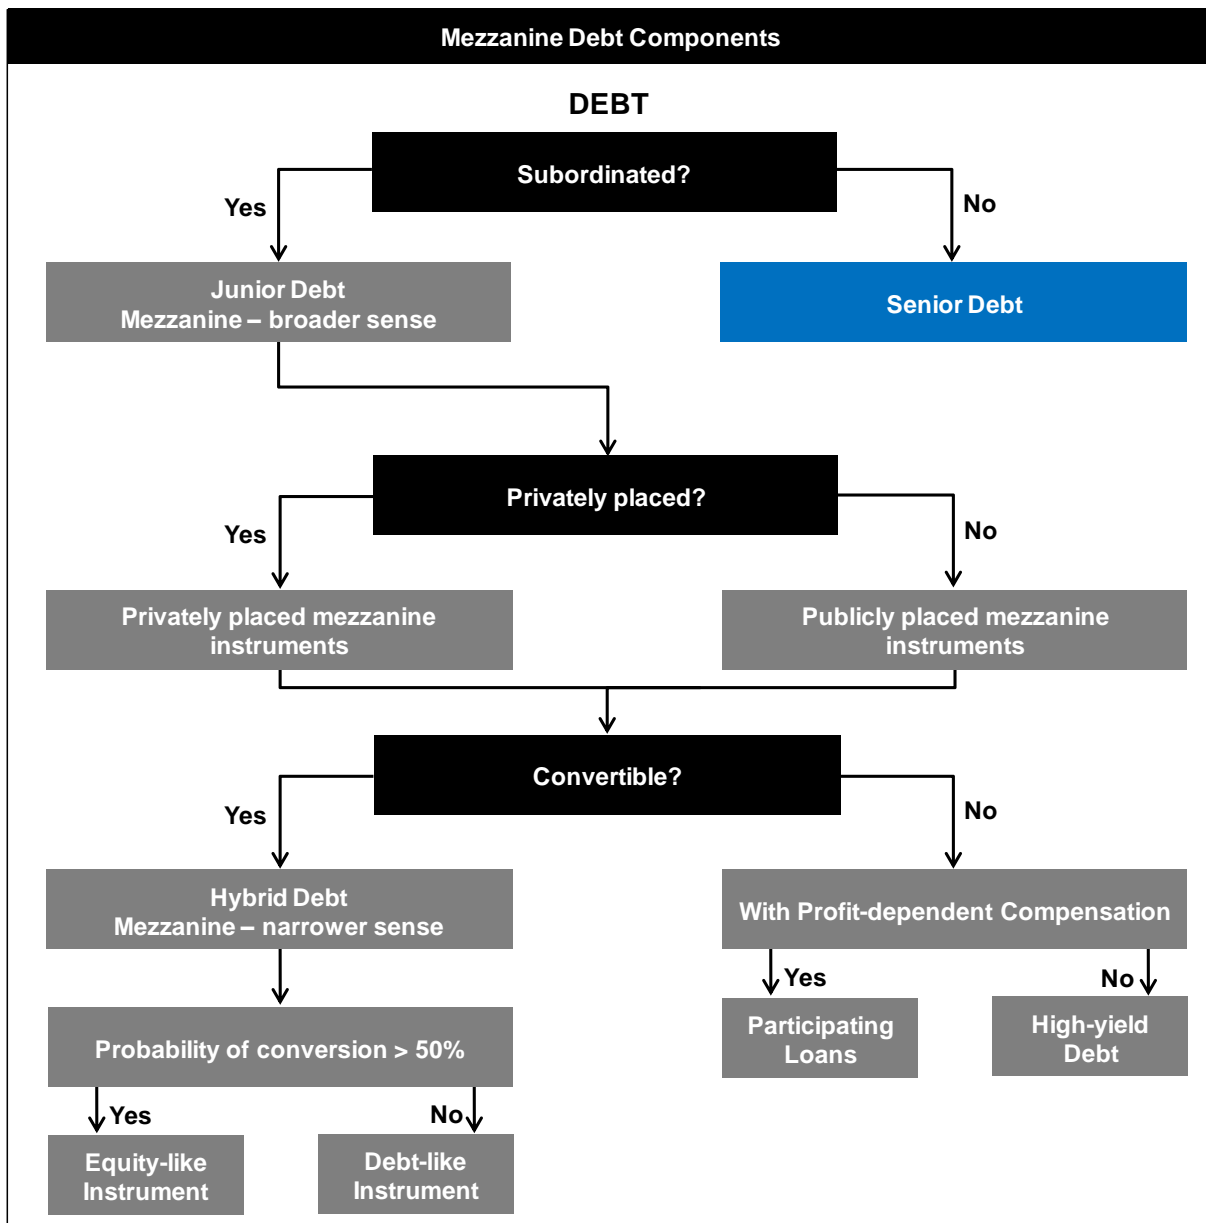 Mezzanine Debt Components
DEBT
Subordinated?
Yes
No
Junior Debt
Mezzanine – broader sense
Senior Debt
Privately placed?
Yes
No
Privately placed mezzanine
instruments
Publicly placed mezzanine
instruments
Convertible?
Yes
No
Hybrid Debt
Mezzanine – narrower sense
With Profit-dependent Compensation
Yes
No
Participating
Loans
High-yield
Debt
Probability of conversion > 50%
Yes
No
Equity-like
Instrument
Debt-like
Instrument